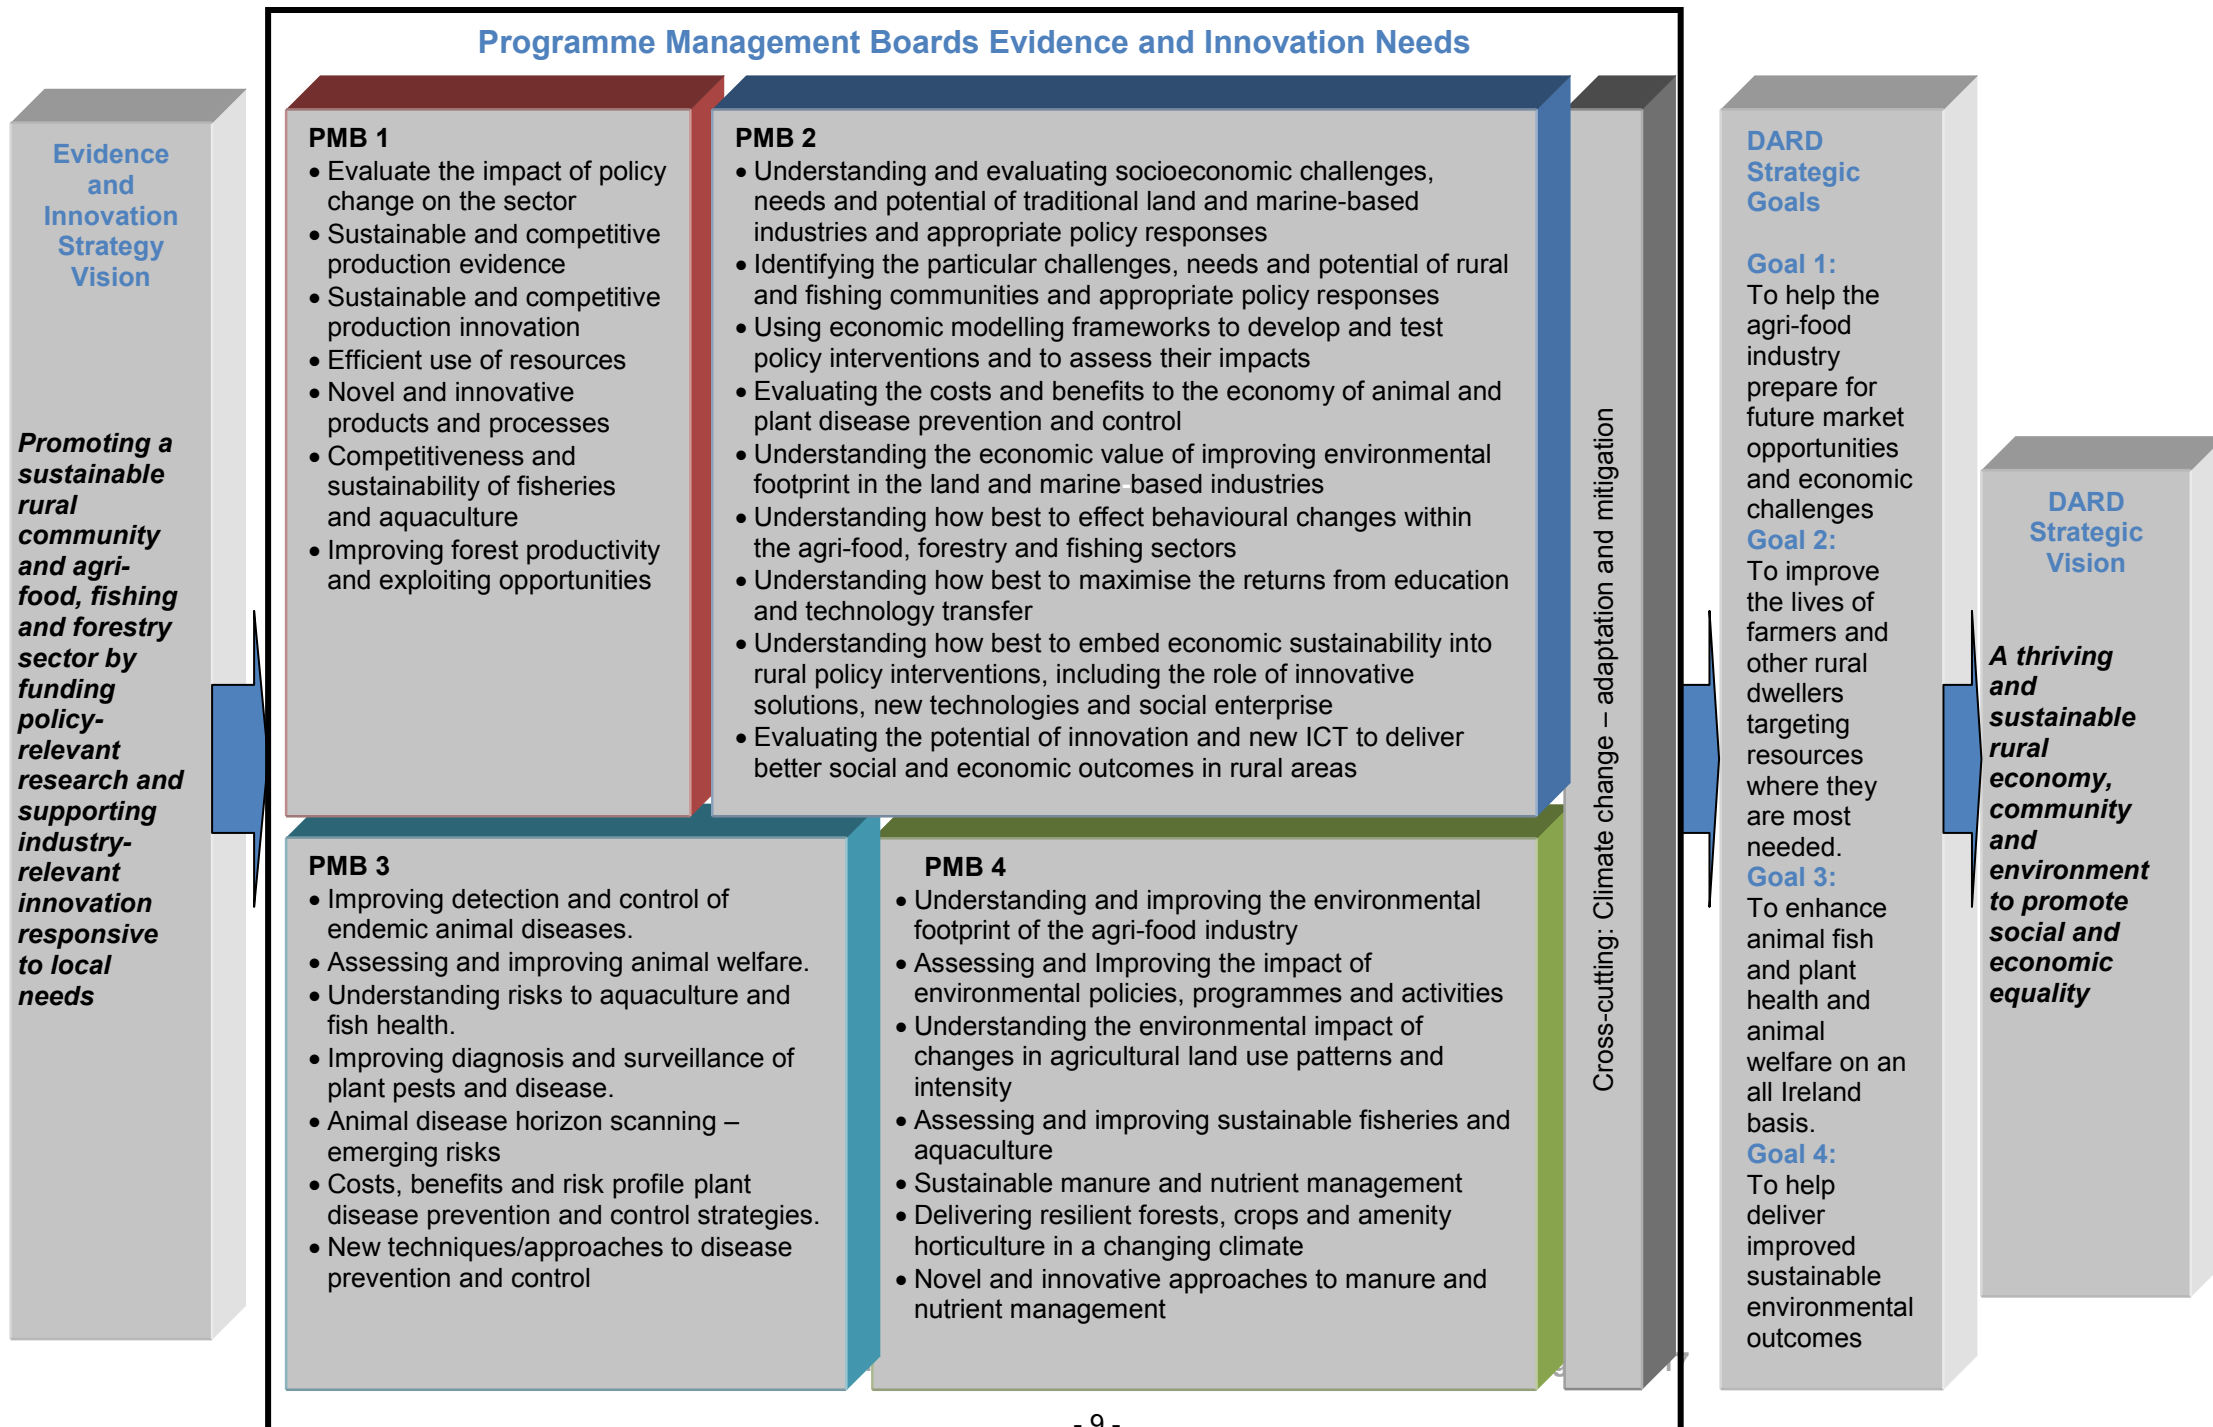 Programme Management Boards Evidence and Innovation Needs
Evidence
and
Innovation
Strategy
Vision
Promoting a
sustainable
rural
community
and agri-
food, fishing
and forestry
sector by
funding
policy-
relevant
research and
supporting
industry-
relevant
innovation
responsive
to local
needs
PMB 1
• Evaluate the impact of policy
change on the sector
• Sustainable and competitive
production evidence
• Sustainable and competitive
production innovation
• Efficient use of resources
• Novel and innovative
products and processes
• Competitiveness and
sustainability of fisheries
and aquaculture
• Improving forest productivity
and exploiting opportunities
PMB 2
• Understanding and evaluating socioeconomic challenges,
needs and potential of traditional land and marine-based
industries and appropriate policy responses
• Identifying the particular challenges, needs and potential of rural
and fishing communities and appropriate policy responses
• Using economic modelling frameworks to develop and test
policy interventions and to assess their impacts
• Evaluating the costs and benefits to the economy of animal and
plant disease prevention and control
• Understanding the economic value of improving environmental
footprint in the land and marine-based industries
• Understanding how best to effect behavioural changes within
the agri-food, forestry and fishing sectors
• Understanding how best to maximise the returns from education
and technology transfer
• Understanding how best to embed economic sustainability into
rural policy interventions, including the role of innovative
solutions, new technologies and social enterprise
• Evaluating the potential of innovation and new ICT to deliver
better social and economic outcomes in rural areas
PMB 3
• Improving detection and control of
endemic animal diseases.
• Assessing and improving animal welfare.
• Understanding risks to aquaculture and
fish health.
• Improving diagnosis and surveillance of
plant pests and disease.
• Animal disease horizon scanning –
emerging risks
• Costs, benefits and risk profile plant
disease prevention and control strategies.
• New techniques/approaches to disease
prevention and control
PMB 4
• Understanding and improving the environmental
footprint of the agri-food industry
• Assessing and Improving the impact of
environmental policies, programmes and activities
• Understanding the environmental impact of
changes in agricultural land use patterns and
intensity
• Assessing and improving sustainable fisheries and
aquaculture
• Sustainable manure and nutrient management
• Delivering resilient forests, crops and amenity
horticulture in a changing climate
• Novel and innovative approaches to manure and
nutrient management
Cross-cutting: Climate change – adaptation and mitigation
DARD
Strategic
Goals
Goal 1:
To help the
agri-food
industry
prepare for
future market
opportunities
and economic
challenges
Goal 2:
To improve
the lives of
farmers and
other rural
dwellers
targeting
resources
where they
are most
needed.
Goal 3:
To enhance
animal fish
and plant
health and
animal
welfare on an
all Ireland
basis.
Goal 4:
To help
deliver
improved
sustainable
environmental
outcomes
DARD
Strategic
Vision
A thriving
and
sustainable
rural
economy,
community
and
environment
to promote
social and
economic
equality
- 9 -